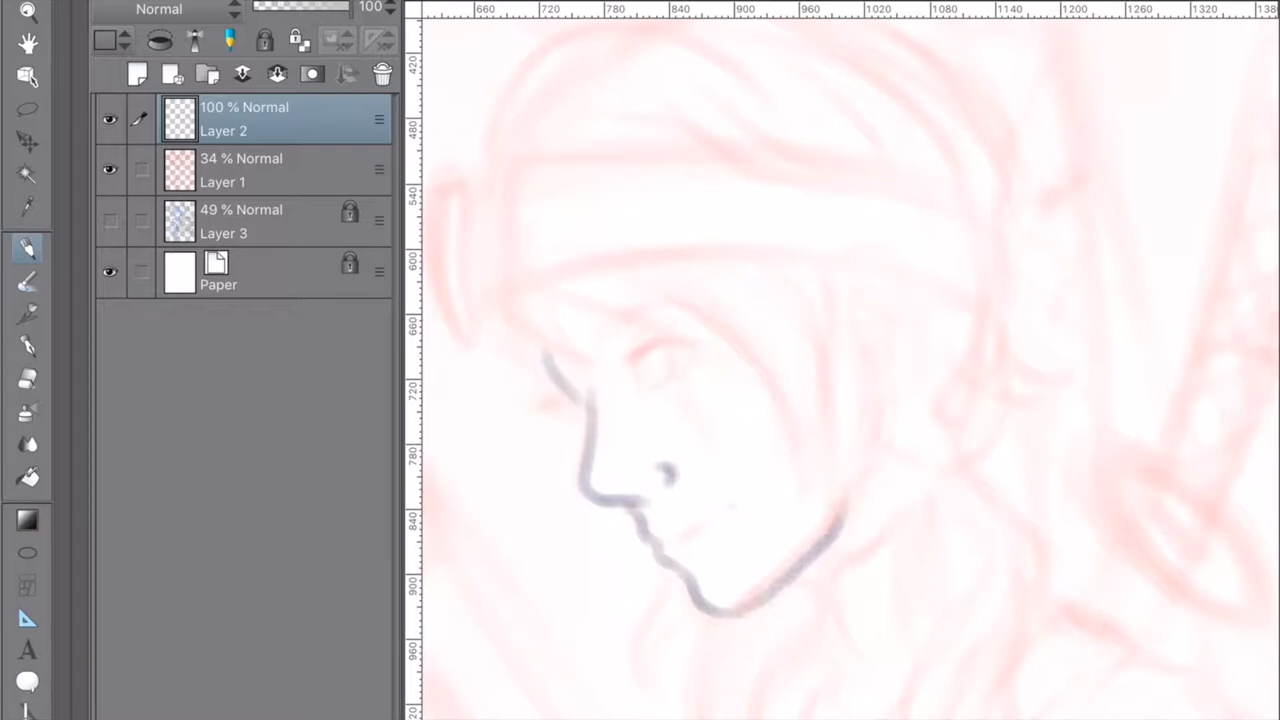 Normal 100
100 % Normal
Layer 2
34 % Normal
Layer 1
49 % Normal
Layer 3
Paper
A
660 720 780 840 900 960 1020 1080 1140 1200 1260 1320 1380
420
480
540
600
660
720
780
840
900
960